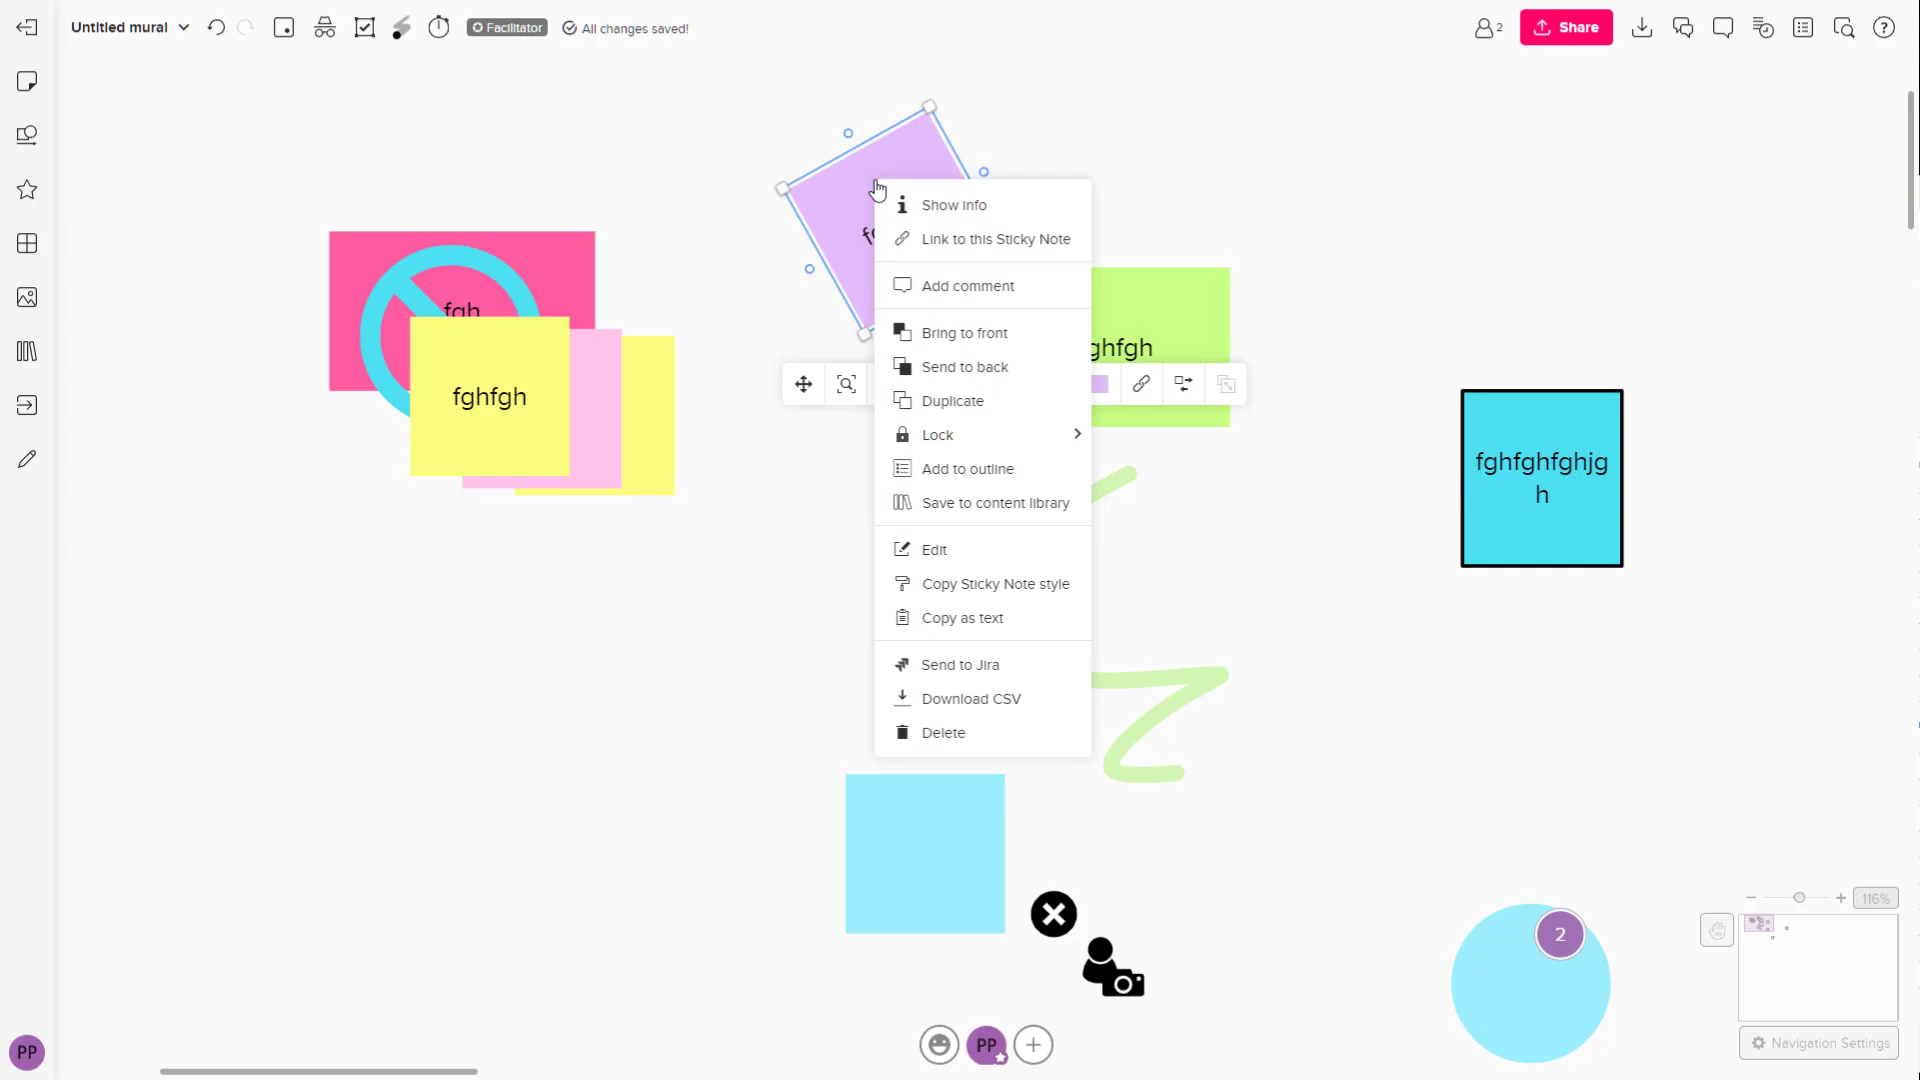 Untitled mural
Facilitator
All changes saved!
2
Share
Show info
Link to this Sticky Note
Add comment
Bring to front
Send to back
Duplicate
Lock
Add to outline
Save to content library
Edit
Copy Sticky Note style
Copy as text
Send to Jira
Download CSV
Delete
fgh
fghfgh
ghfgh
fghfghfghjg
h
2
116%
Navigation Settings
PP
PP